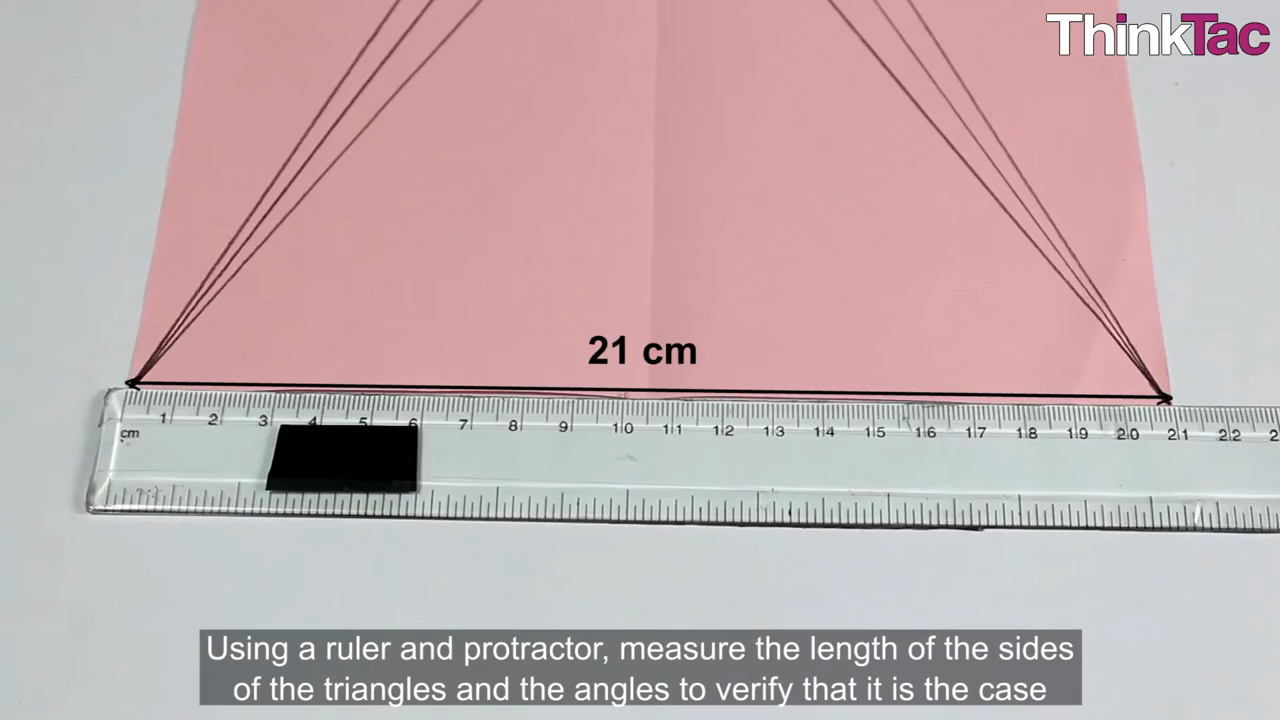 ThinkTac
21 cm
1 2 3 4 5 6 7 8 9 10 11 12 13 14 15 16 17 18 19 20 21 22 2
cm
Using a ruler and protractor, measure the length of the sides
of the triangles and the angles to verify that it is the case